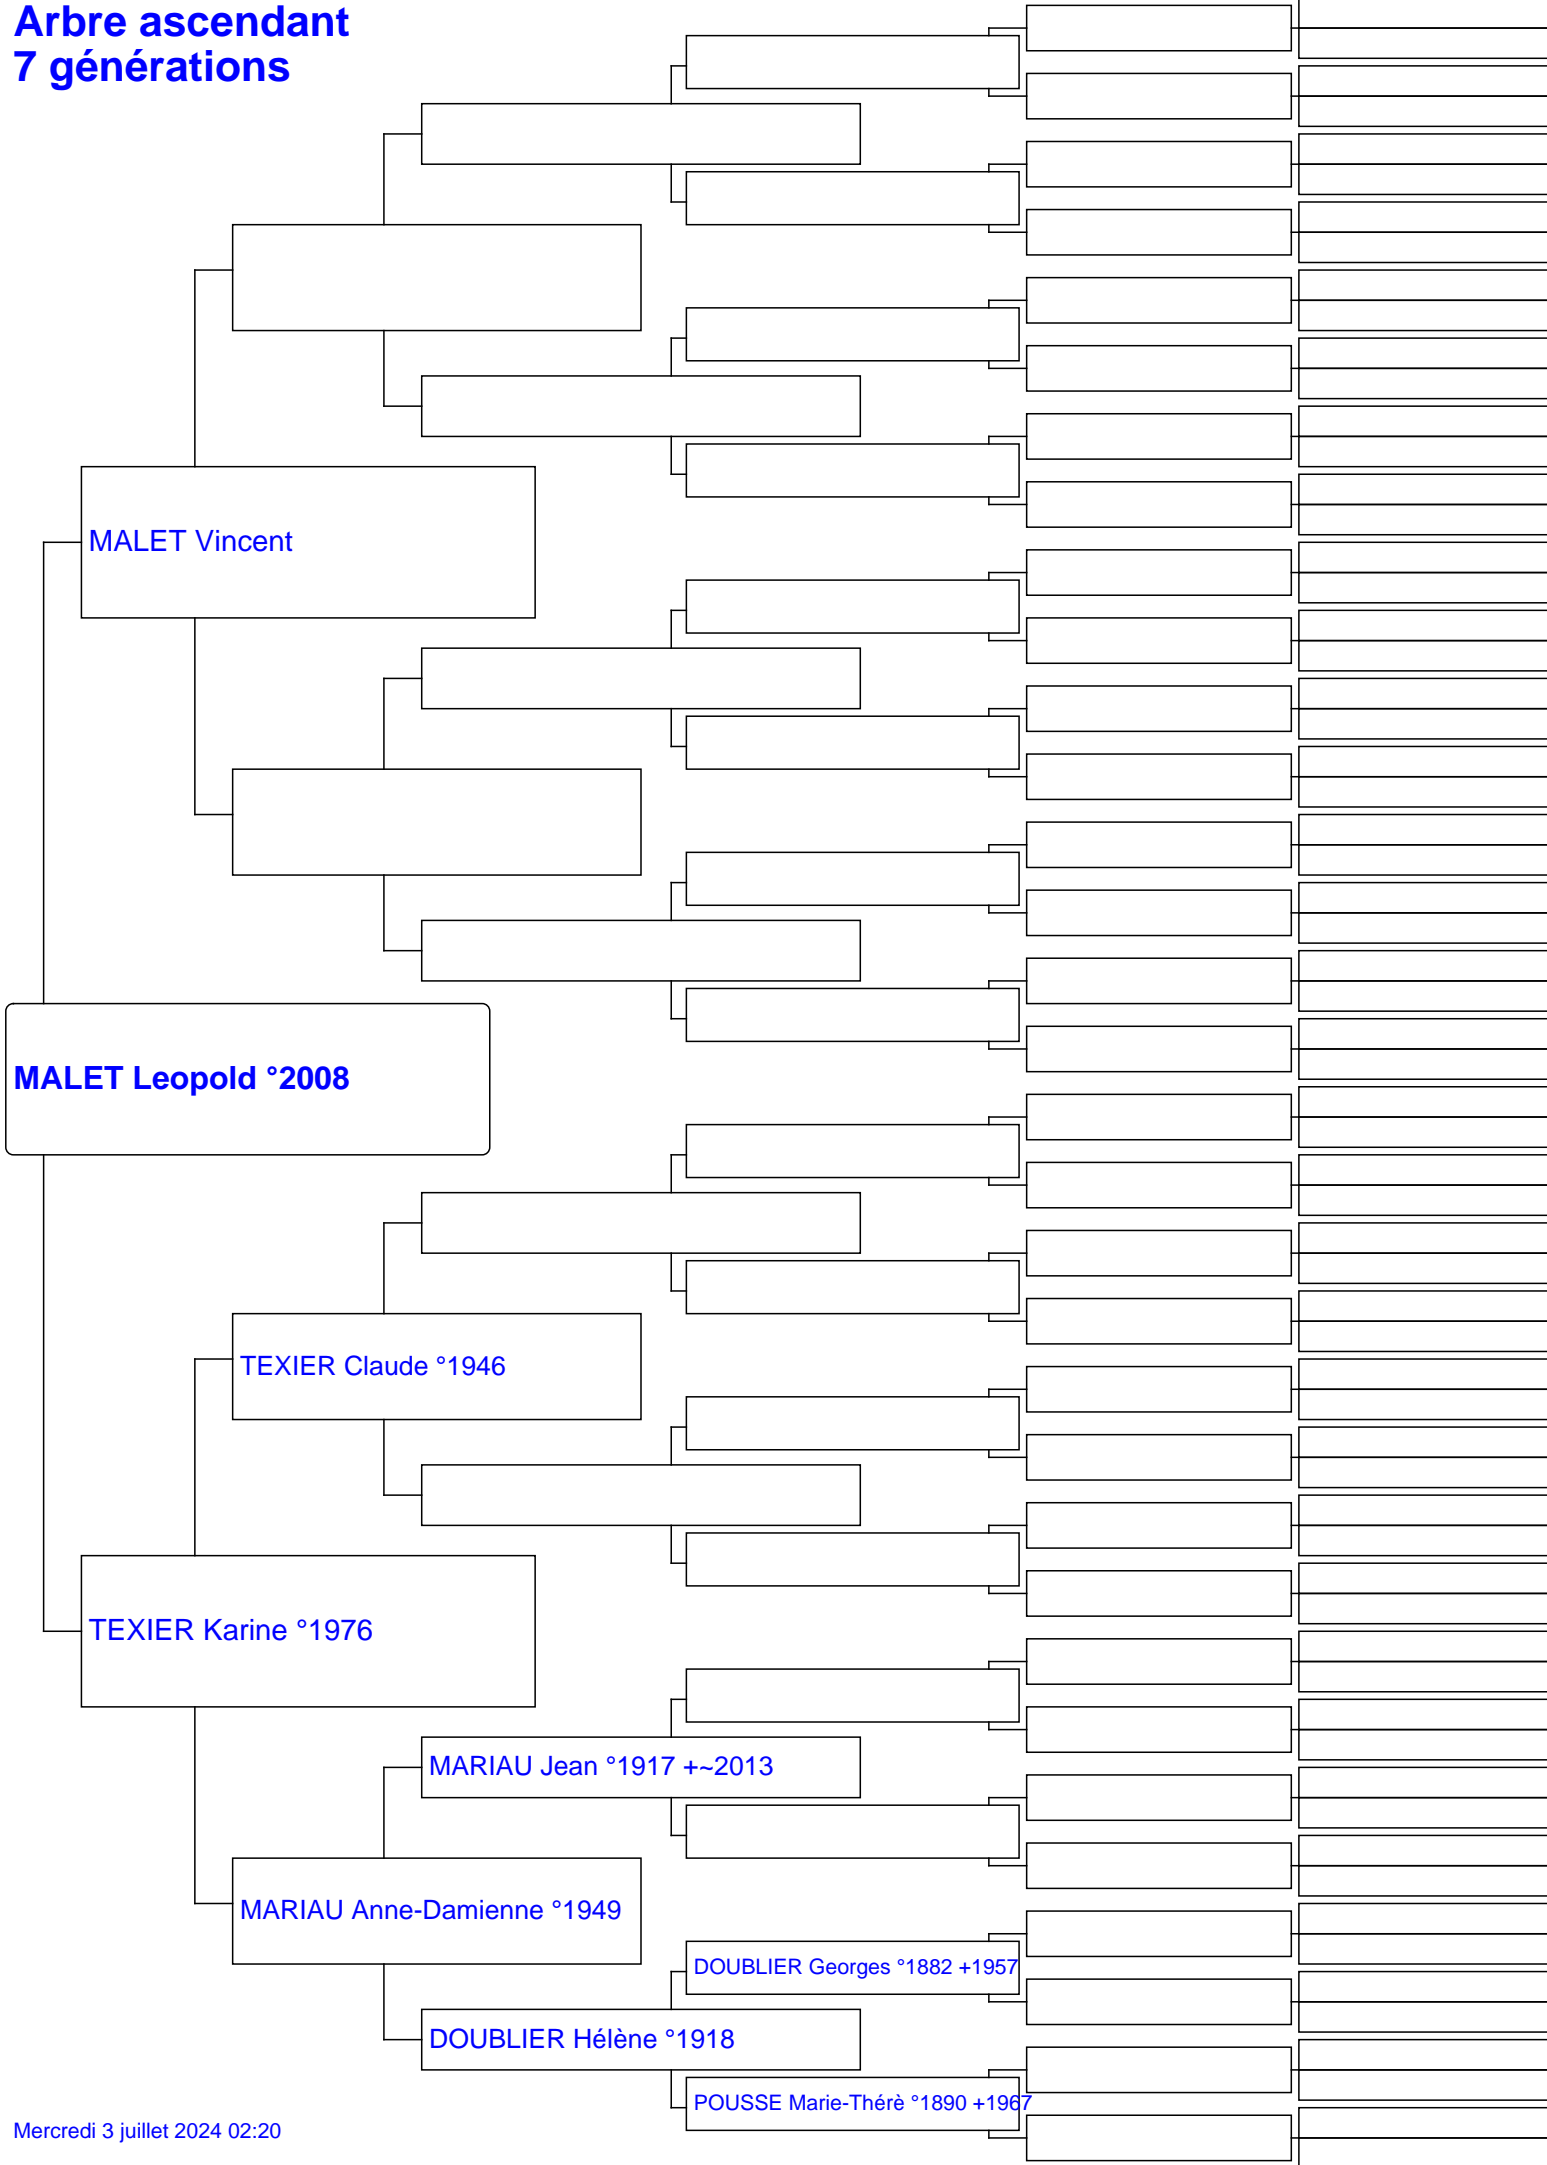 Arbre ascendant
7 générations
MALET Vincent
MALET Leopold °2008
TEXIER Claude °1946
TEXIER Karine °1976
MARIAU Jean °1917 +~2013
MARIAU Anne-Damienne °1949
DOUBLIER Georges °1882 +1957
DOUBLIER Hélène °1918
POUSSE Marie-Thérè °1890 +1967
Mercredi 3 juillet 2024 02:20